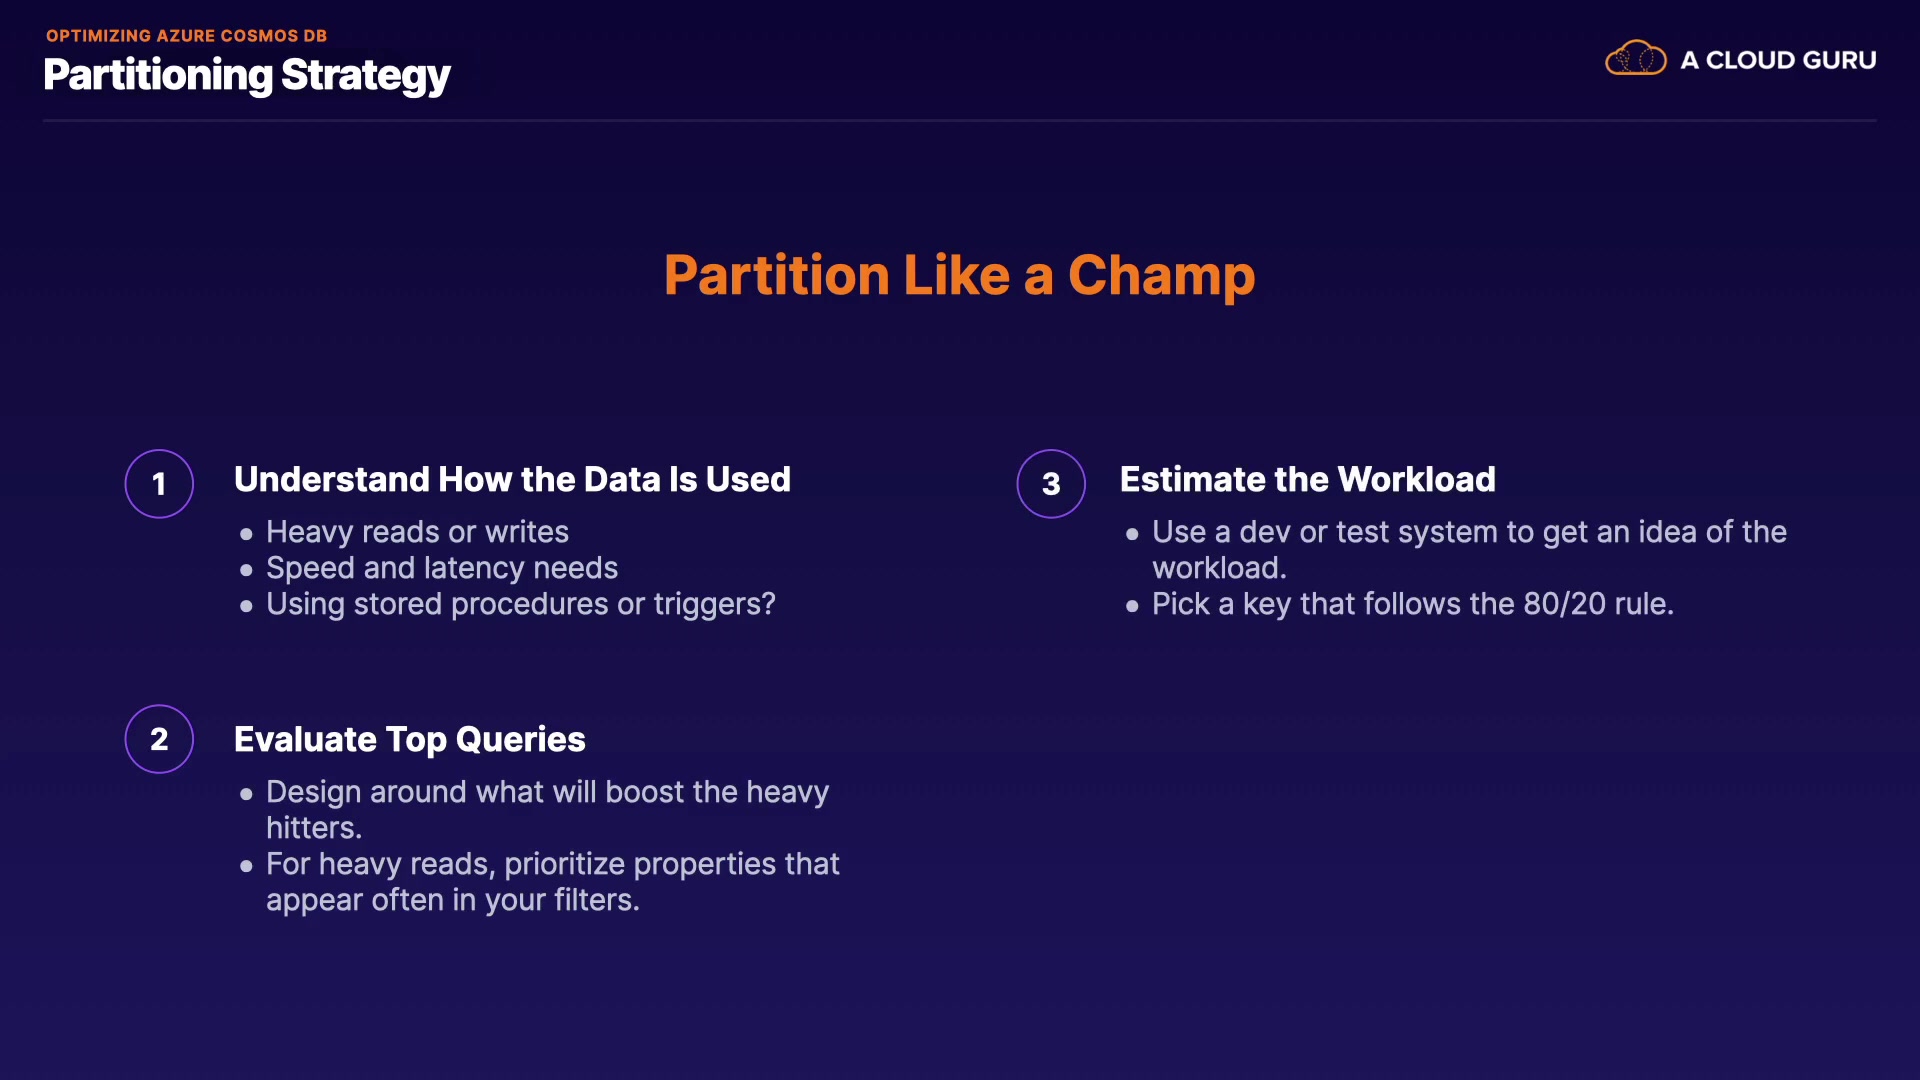 OPTIMIZING AZURE COSMOS DB
Partitioning Strategy
A CLOUD GURU
Partition Like a Champ
1
Understand How the Data Is Used
• Heavy reads or writes
• Speed and latency needs
• Using stored procedures or triggers?
2
Evaluate Top Queries
• Design around what will boost the heavy
hitters.
• For heavy reads, prioritize properties that
appear often in your filters.
3
Estimate the Workload
• Use a dev or test system to get an idea of the
workload.
• Pick a key that follows the 80/20 rule.